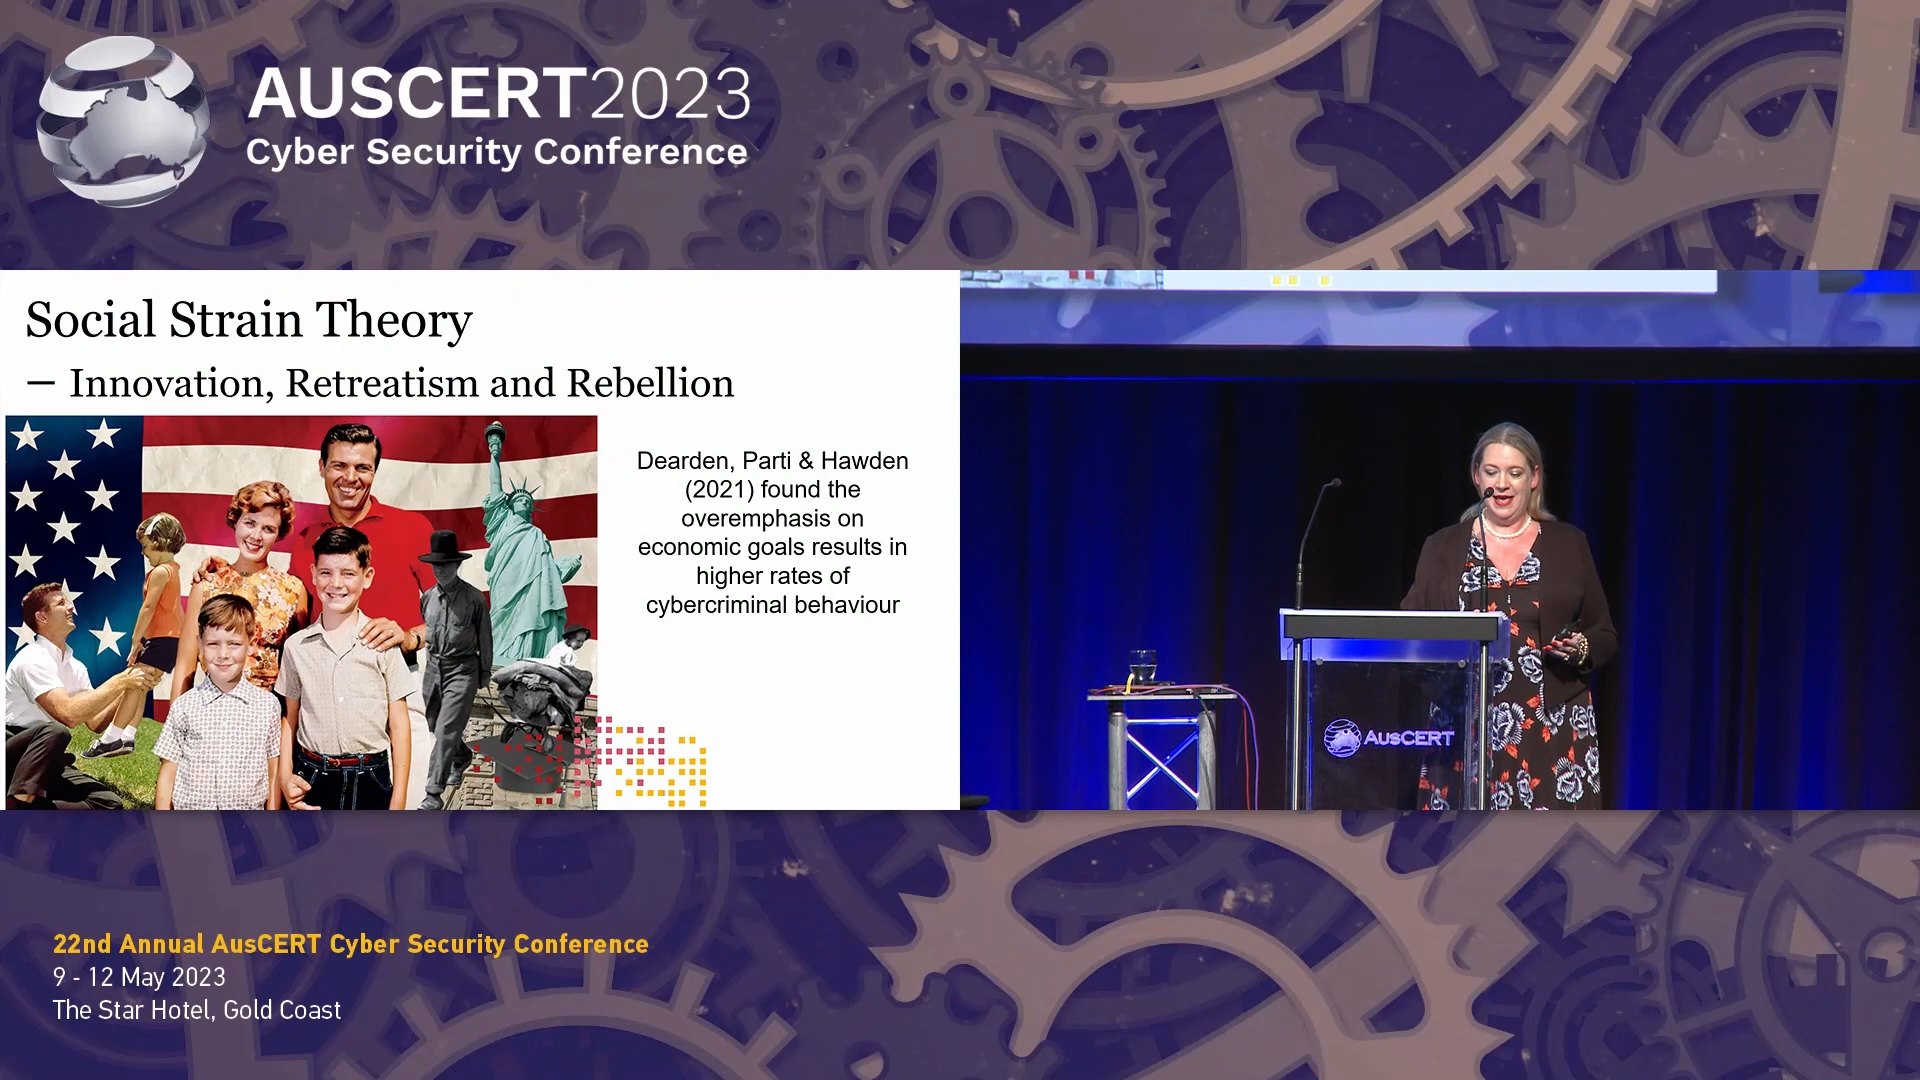 AUSCERT2023
Cyber Security Conference
Social Strain Theory
– Innovation, Retreatism and Rebellion
Dearden, Parti & Hawden
(2021) found the
overemphasis on
economic goals results in
higher rates of
cybercriminal behaviour
AusCERT
22nd Annual AusCERT Cyber Security Conference
9 - 12 May 2023
The Star Hotel, Gold Coast